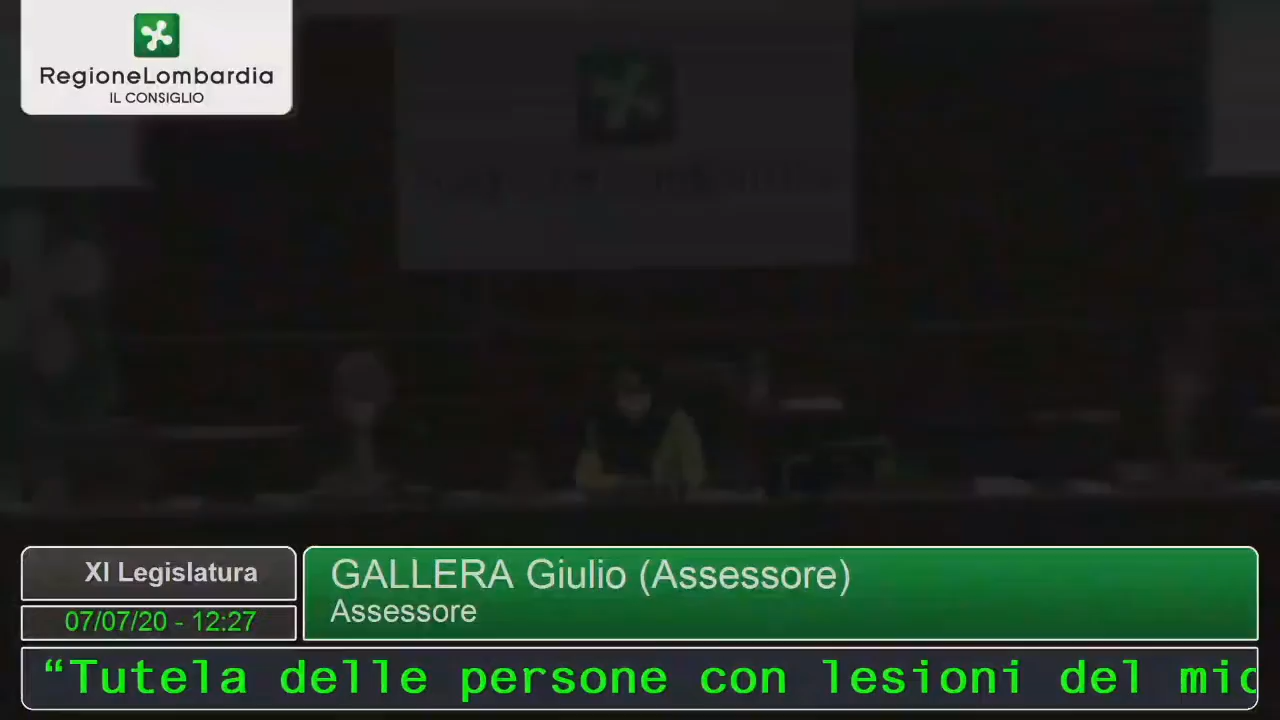 RegioneLombardia
IL CONSIGLIO
XI Legislatura
GALLERA Giulio (Assessore)
Assessore
07/07/20 - 12:27
“Tutela delle persone con lesioni del